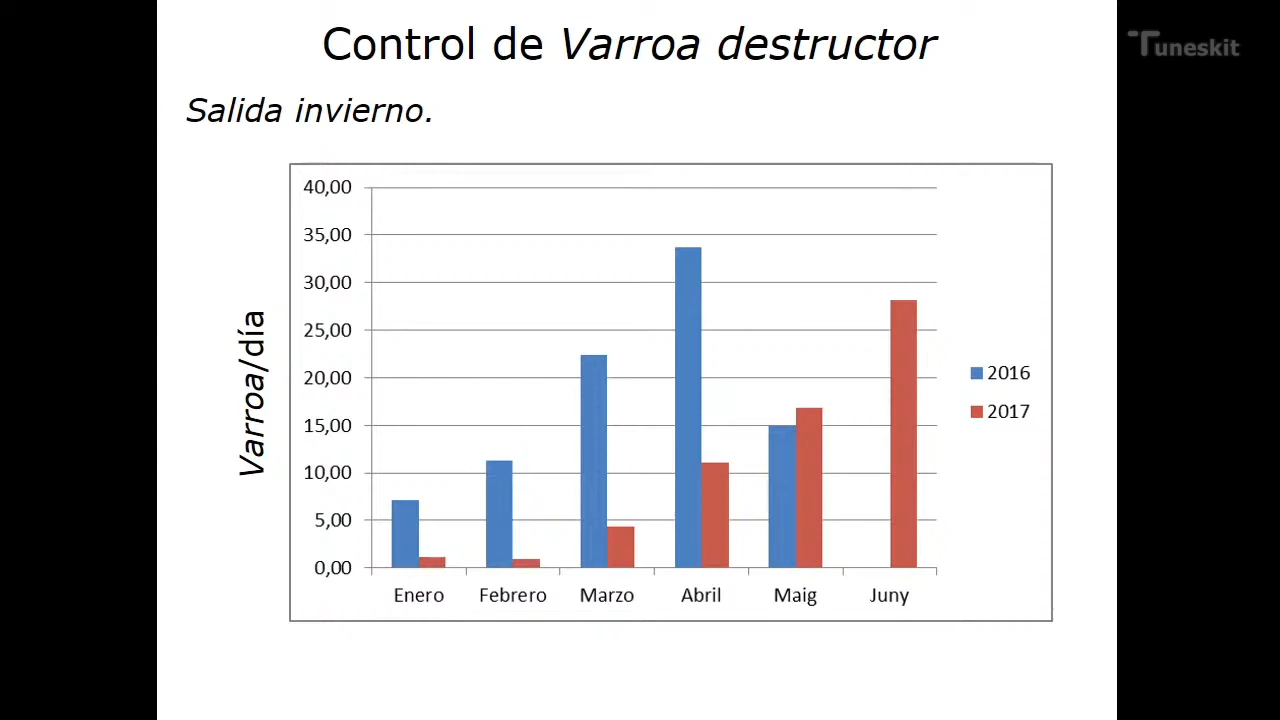 Control de Varroa destructor
Tuneskit
Salida invierno.
Varroa/día
40,00
35,00
30,00
25,00
20,00
15,00
10,00
5,00
0,00
Enero Febrero Marzo Abril Maig Juny
2016
2017